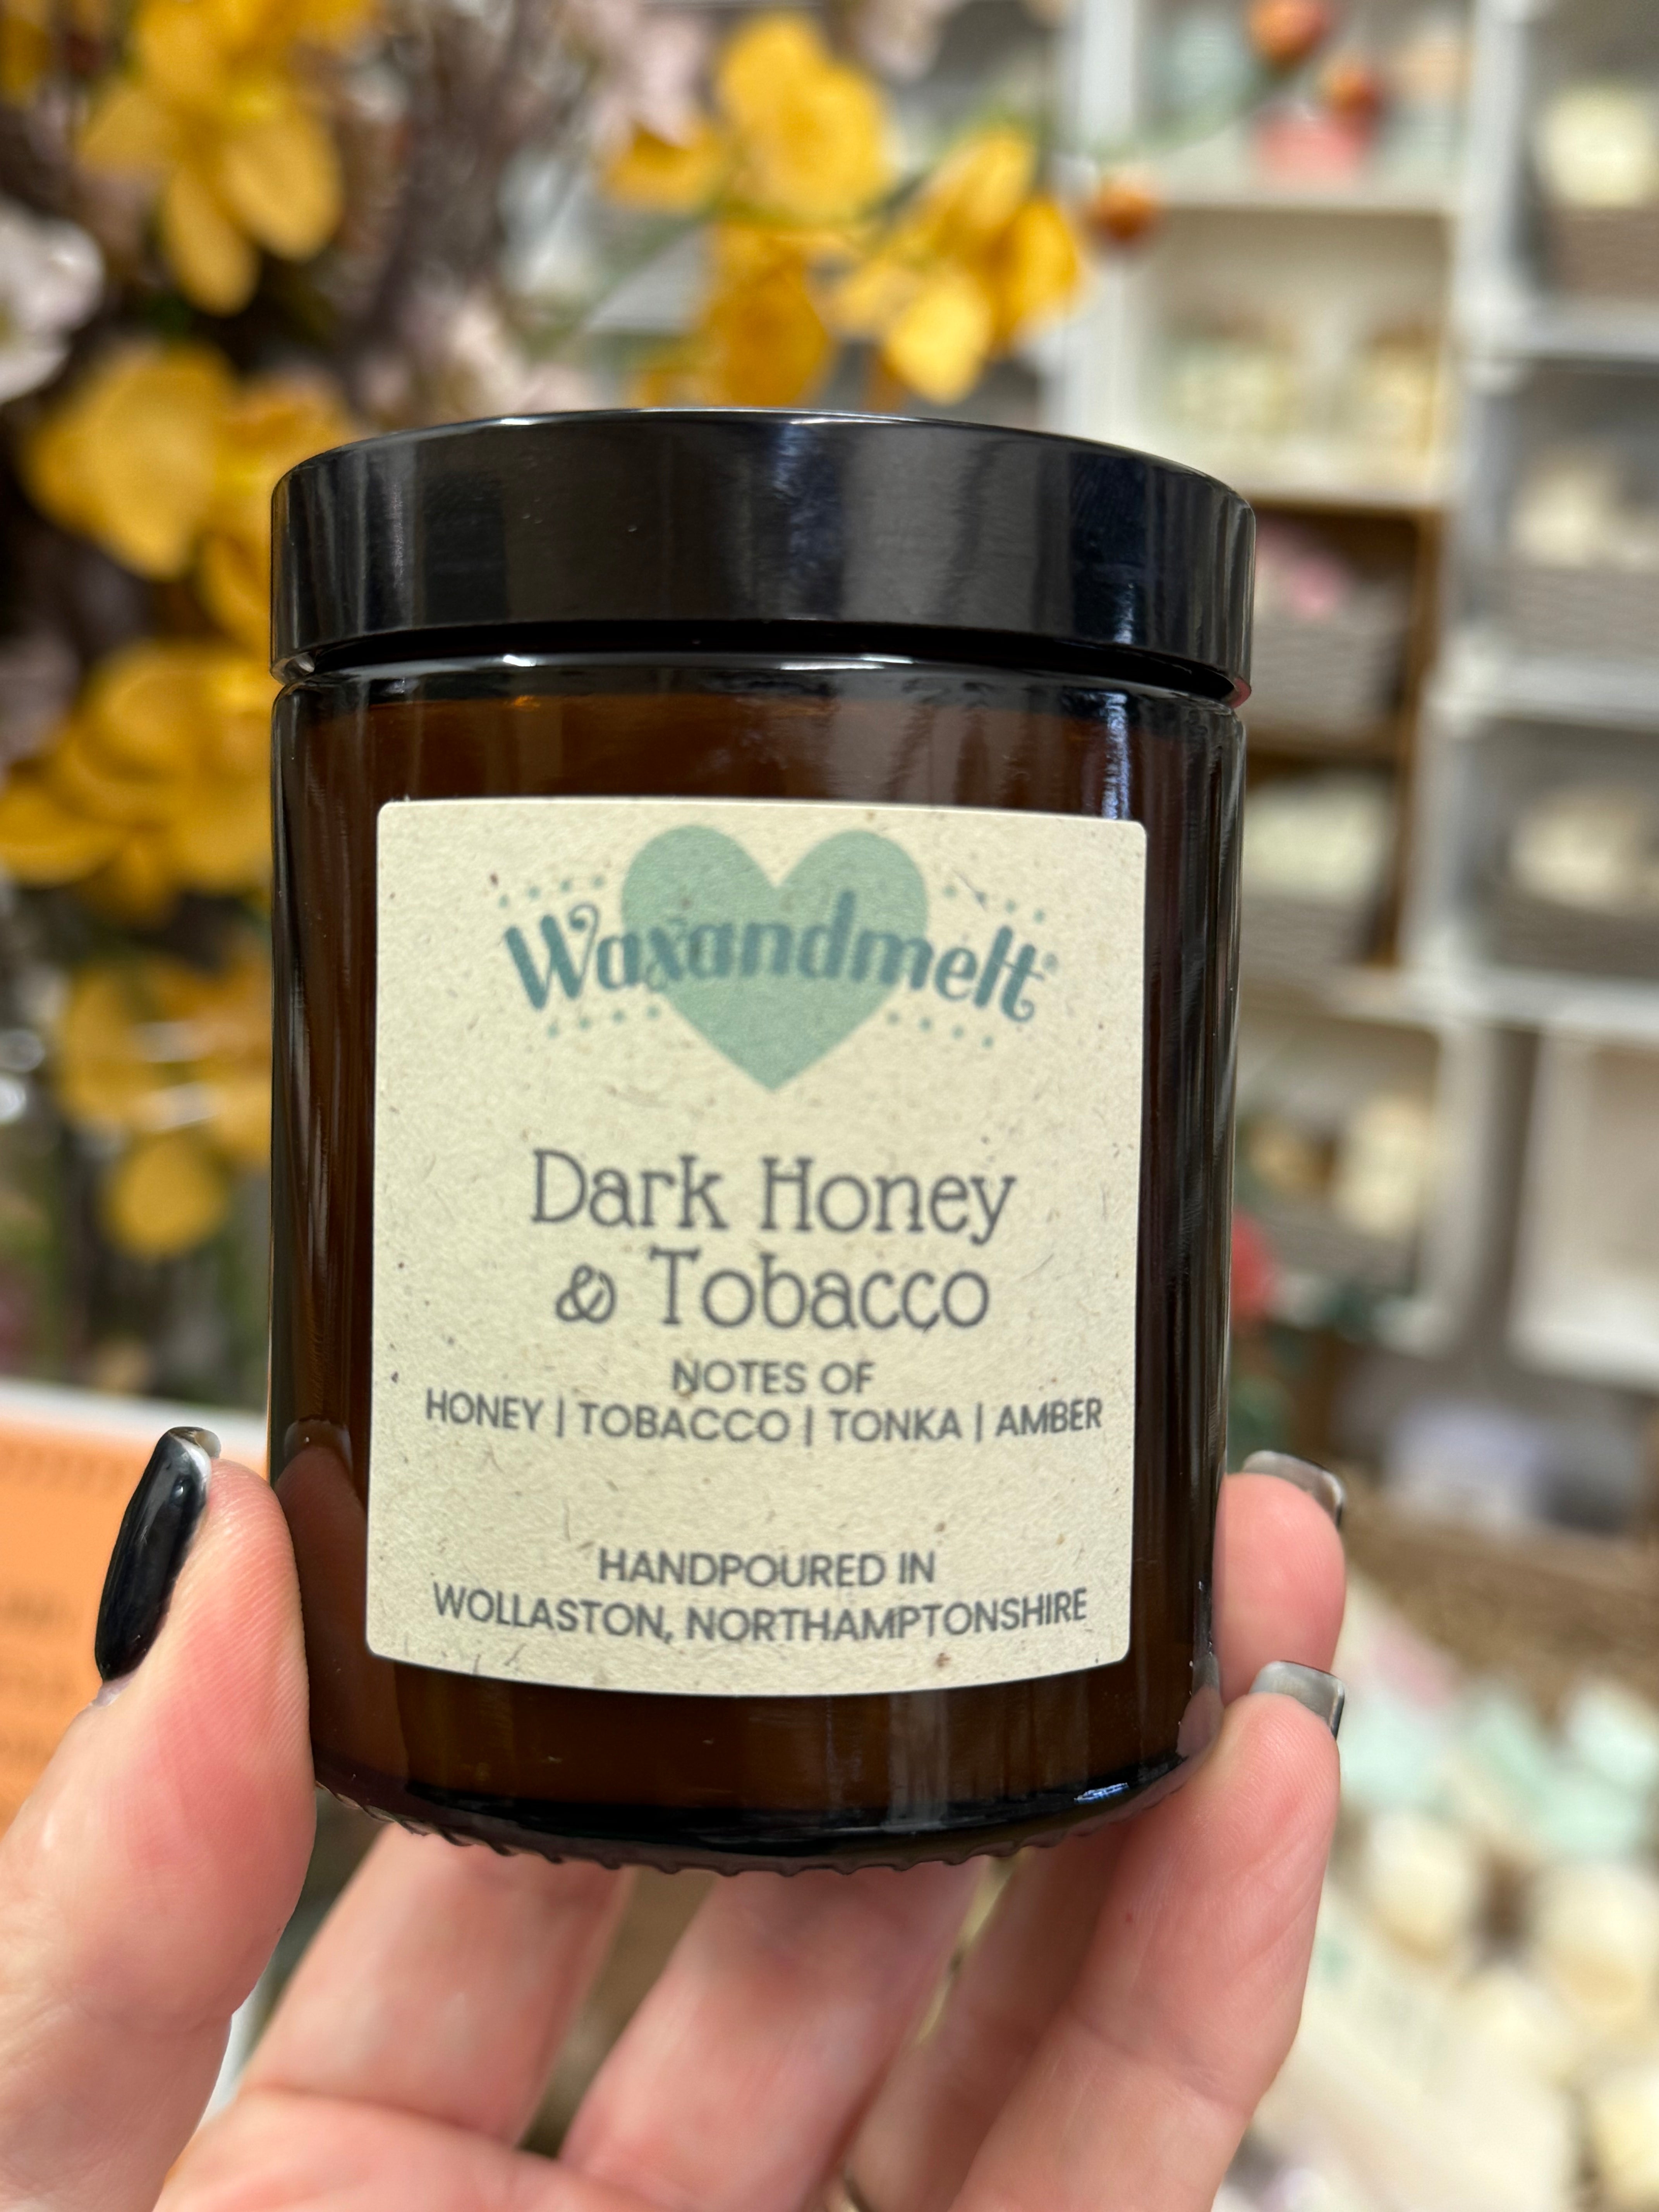 Waxandmelt
Dark Honey
& Tobacco
NOTES OF
HONEY | TOBACCO | TONKA | AMBER
HANDPOURED IN
WOLLASTON, NORTHAMPTONSHIRE